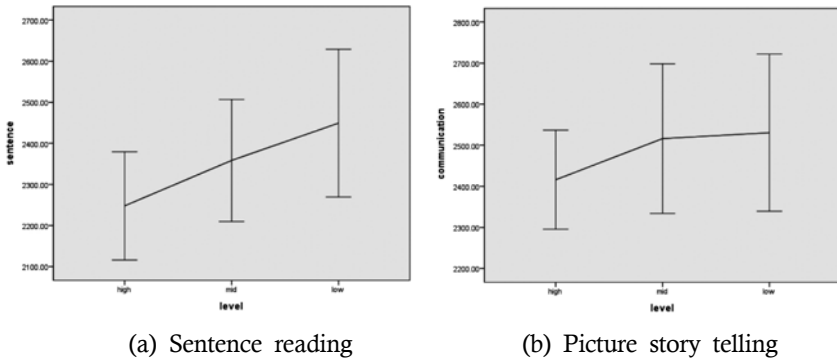 2700.00
2600.00
2500.00
2400.00
2300.00
2200.00
2100.00
sentence
high
mid
low
level
(a) Sentence reading
2800.00
2700.00
2600.00
2500.00
2400.00
2300.00
2200.00
communication
high
mid
low
level
(b) Picture story telling